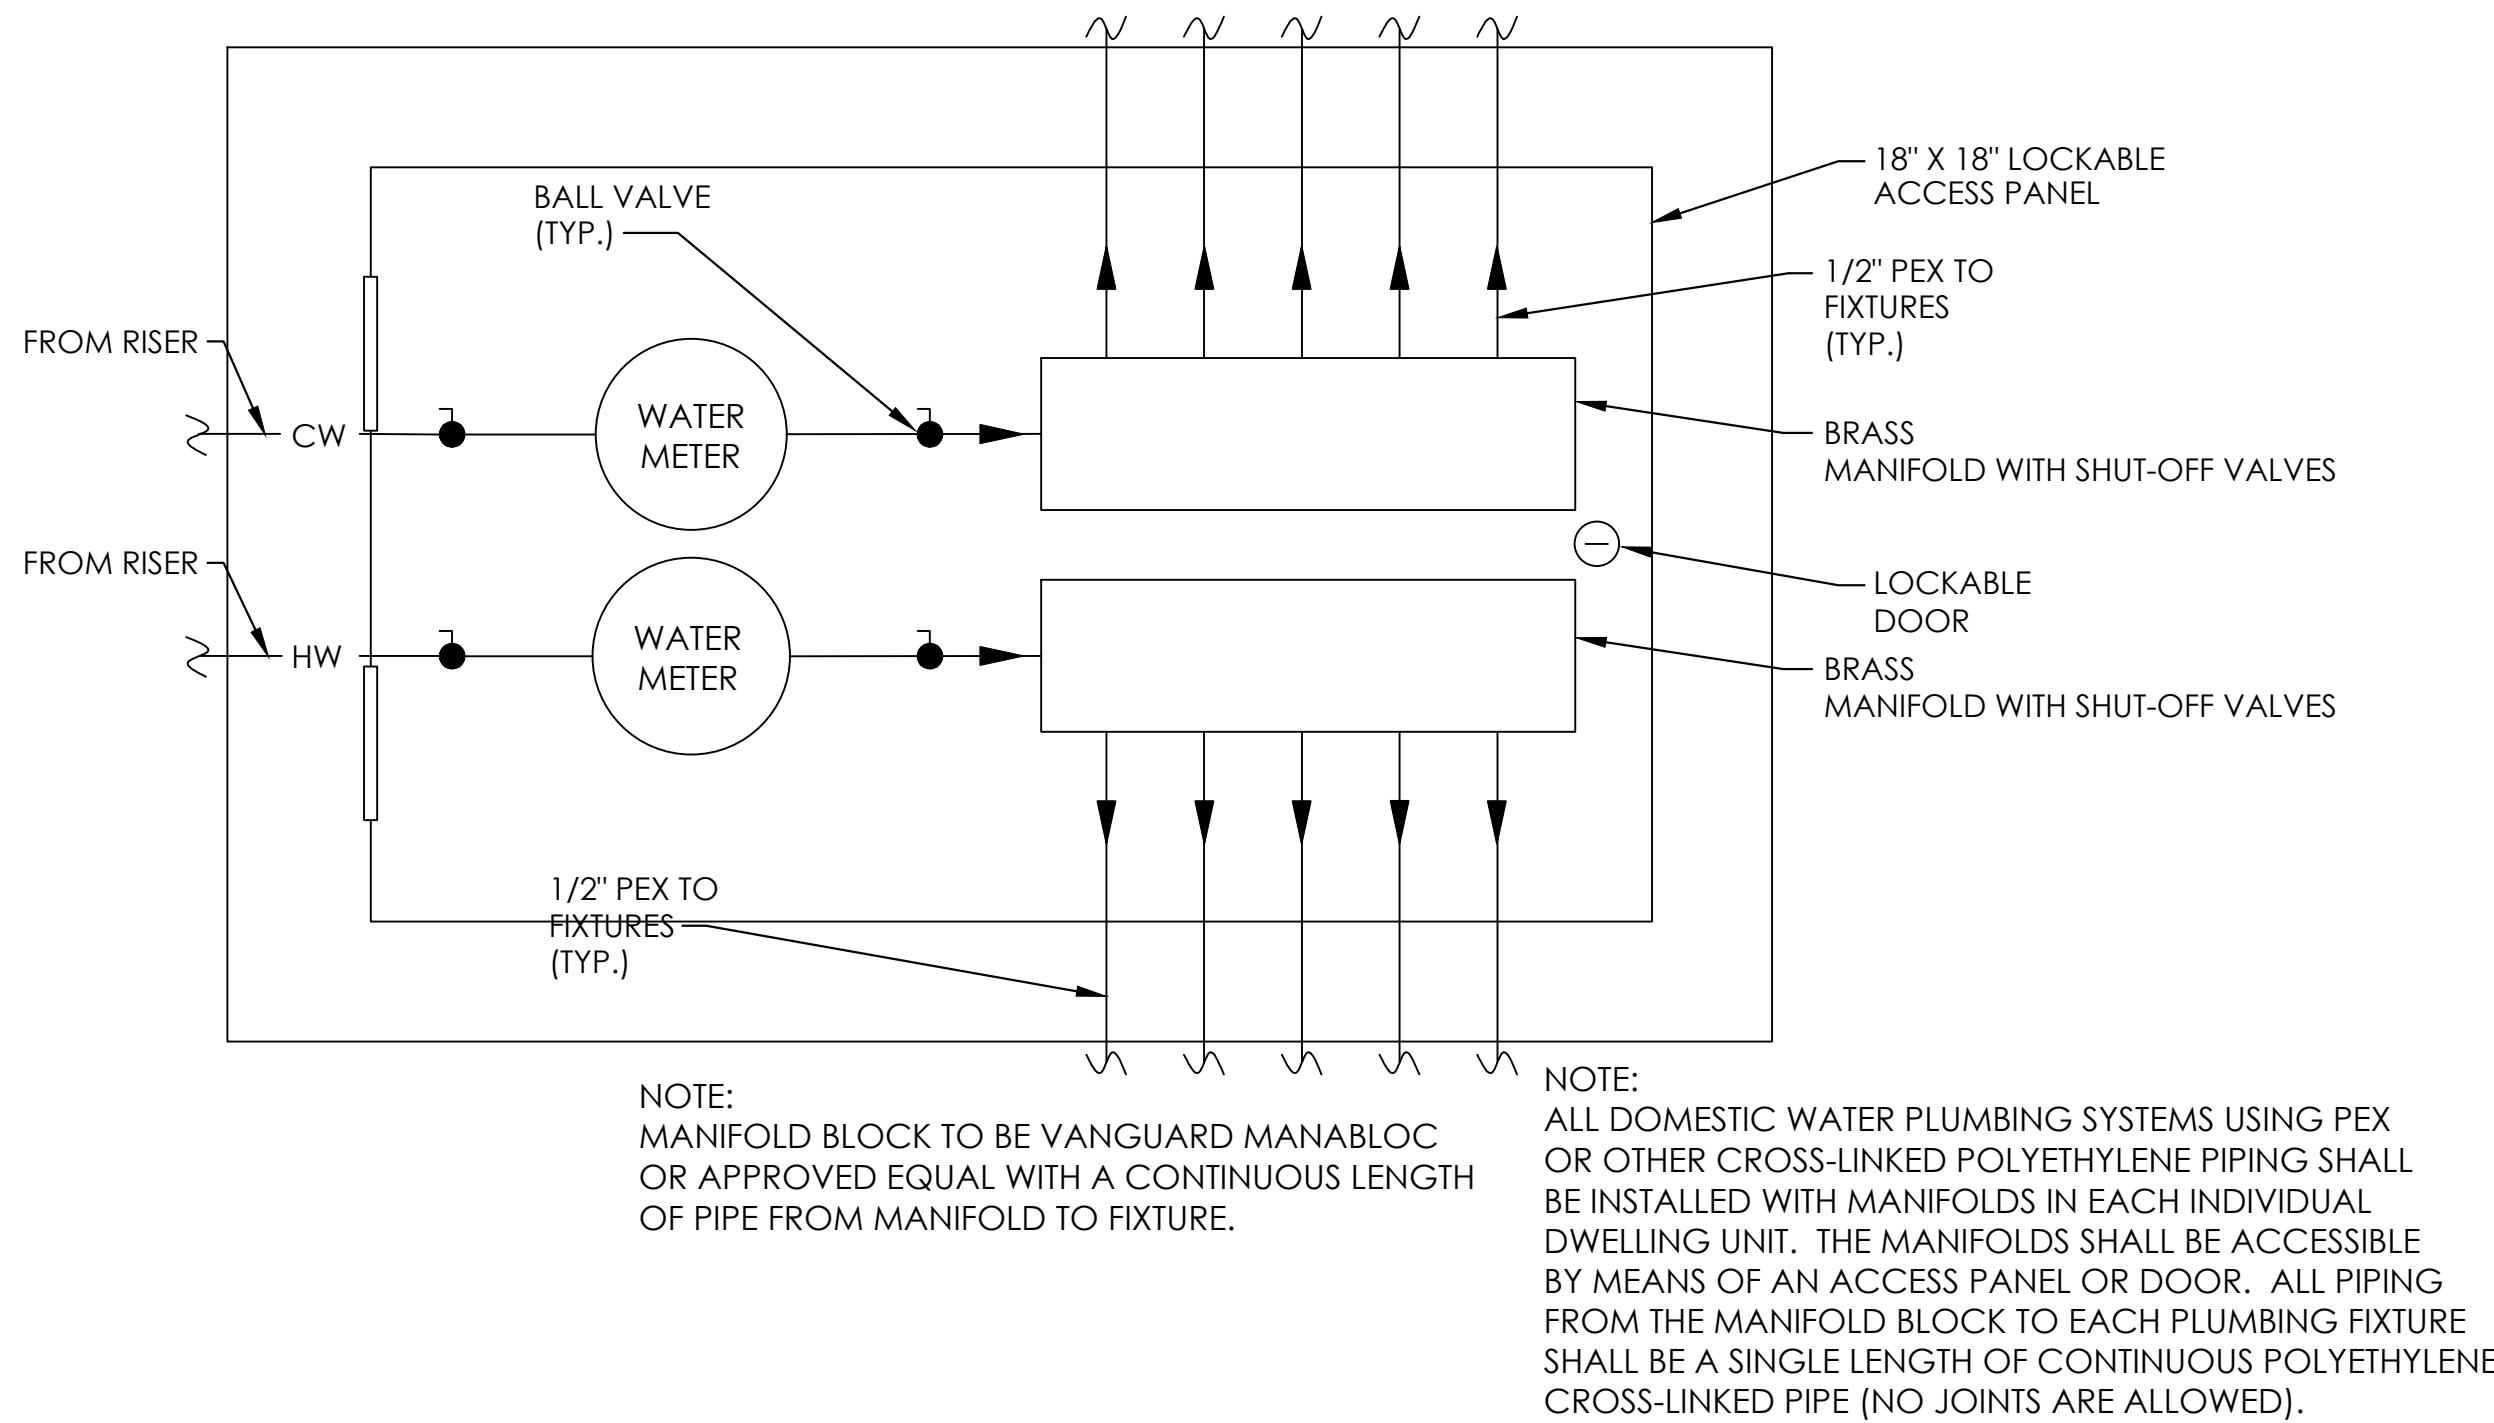 18" X 18" LOCKABLE
ACCESS PANEL
BALL VALVE
(TYP.)
1/2" PEX TO
FIXTURES
(TYP.)
FROM RISER
CW
WATER
METER
BRASS
MANIFOLD WITH SHUT-OFF VALVES
FROM RISER
HW
WATER
METER
LOCKABLE
DOOR
BRASS
MANIFOLD WITH SHUT-OFF VALVES
1/2" PEX TO
FIXTURES
(TYP.)
NOTE:
MANIFOLD BLOCK TO BE VANGUARD MANABLOC
OR APPROVED EQUAL WITH A CONTINUOUS LENGTH
OF PIPE FROM MANIFOLD TO FIXTURE.
NOTE:
ALL DOMESTIC WATER PLUMBING SYSTEMS USING PEX
OR OTHER CROSS-LINKED POLYETHYLENE PIPING SHALL
BE INSTALLED WITH MANIFOLDS IN EACH INDIVIDUAL
DWELLING UNIT. THE MANIFOLDS SHALL BE ACCESSIBLE
BY MEANS OF AN ACCESS PANEL OR DOOR. ALL PIPING
FROM THE MANIFOLD BLOCK TO EACH PLUMBING FIXTURE
SHALL BE A SINGLE LENGTH OF CONTINUOUS POLYETHYLENE
CROSS-LINKED PIPE (NO JOINTS ARE ALLOWED).